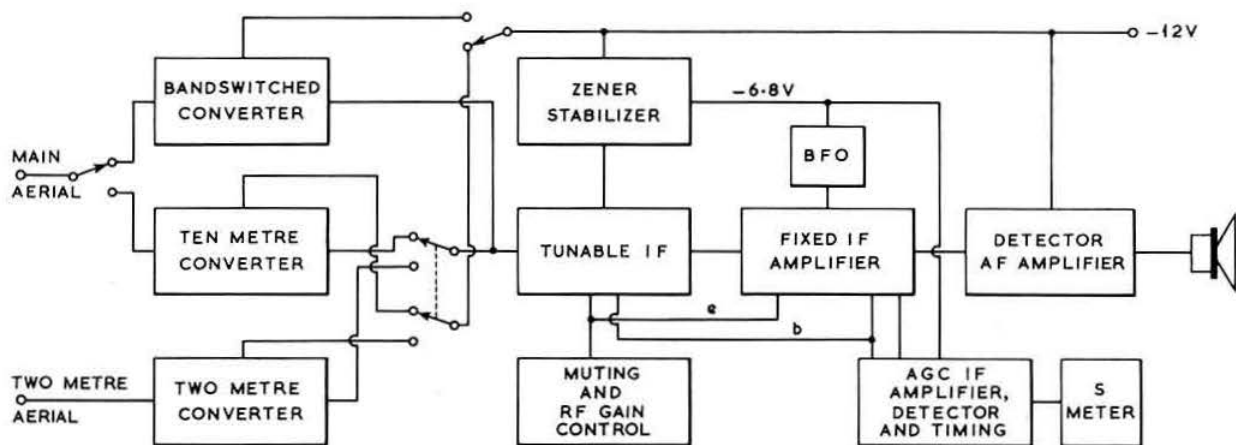 BANDSWITCHED
CONVERTER
ZENER
STABILIZER
-12V
-6·8V
BFO
MAIN
AERIAL
TEN METRE
CONVERTER
TUNABLE IF
FIXED IF
AMPLIFIER
DETECTOR
AF AMPLIFIER
a
b
TWO METRE
AERIAL
TWO METRE
CONVERTER
MUTING
AND
RF GAIN
CONTROL
AGC IF
AMPLIFIER,
DETECTOR
AND TIMING
S
METER